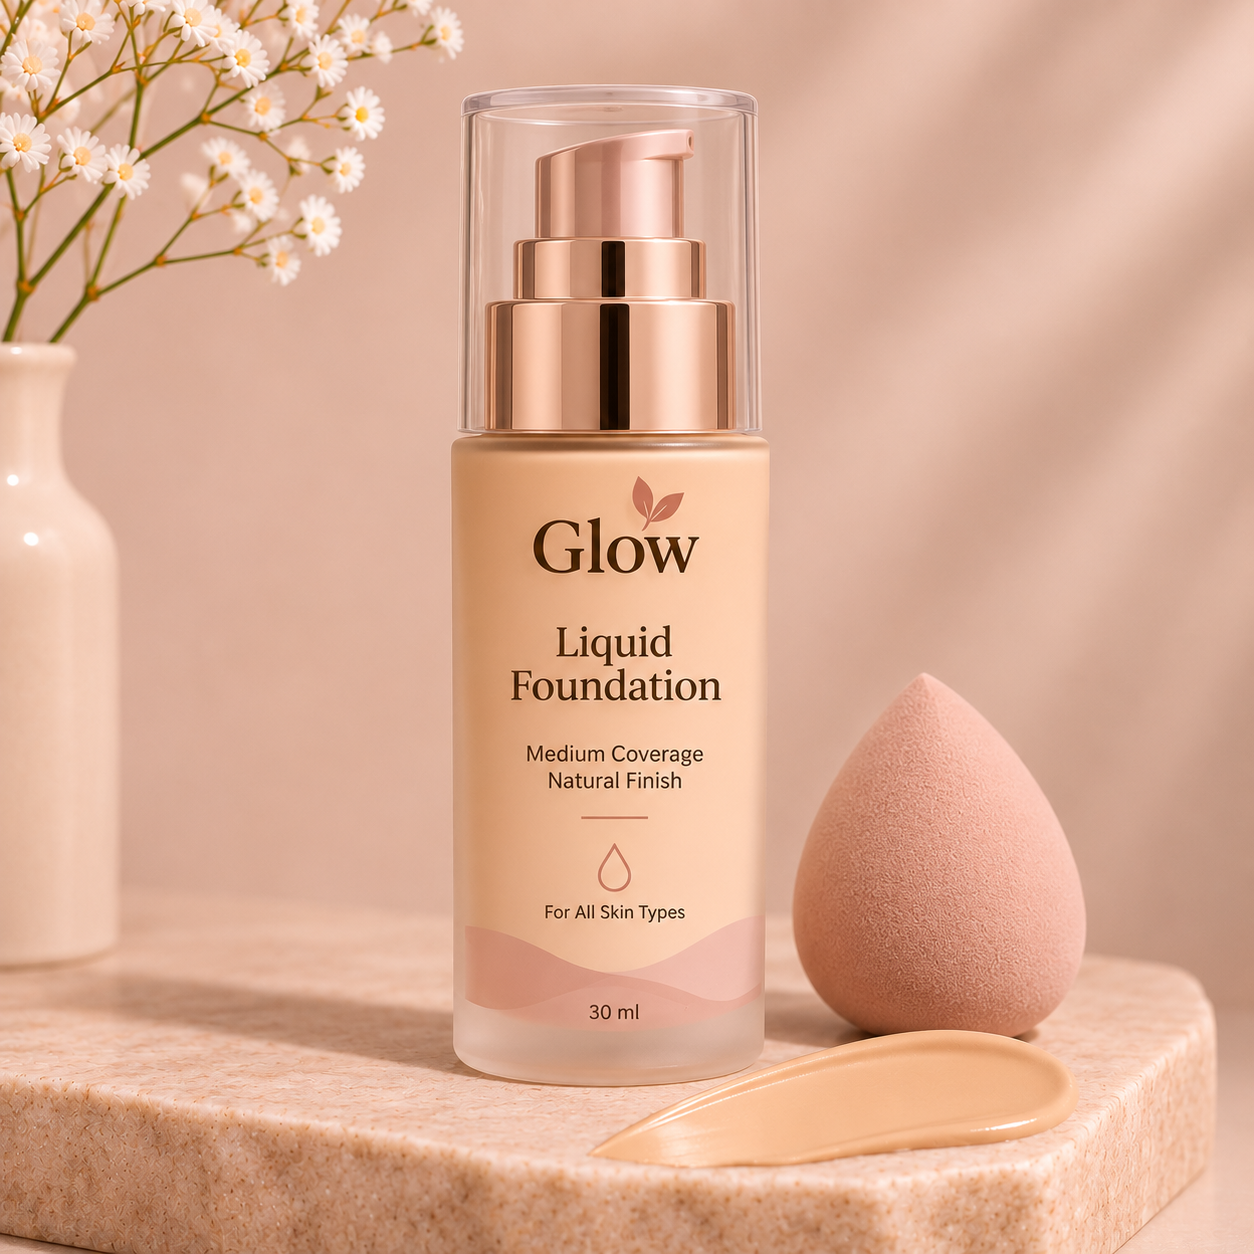 Glow
Liquid
Foundation
Medium Coverage
Natural Finish
For All Skin Types
30 ml